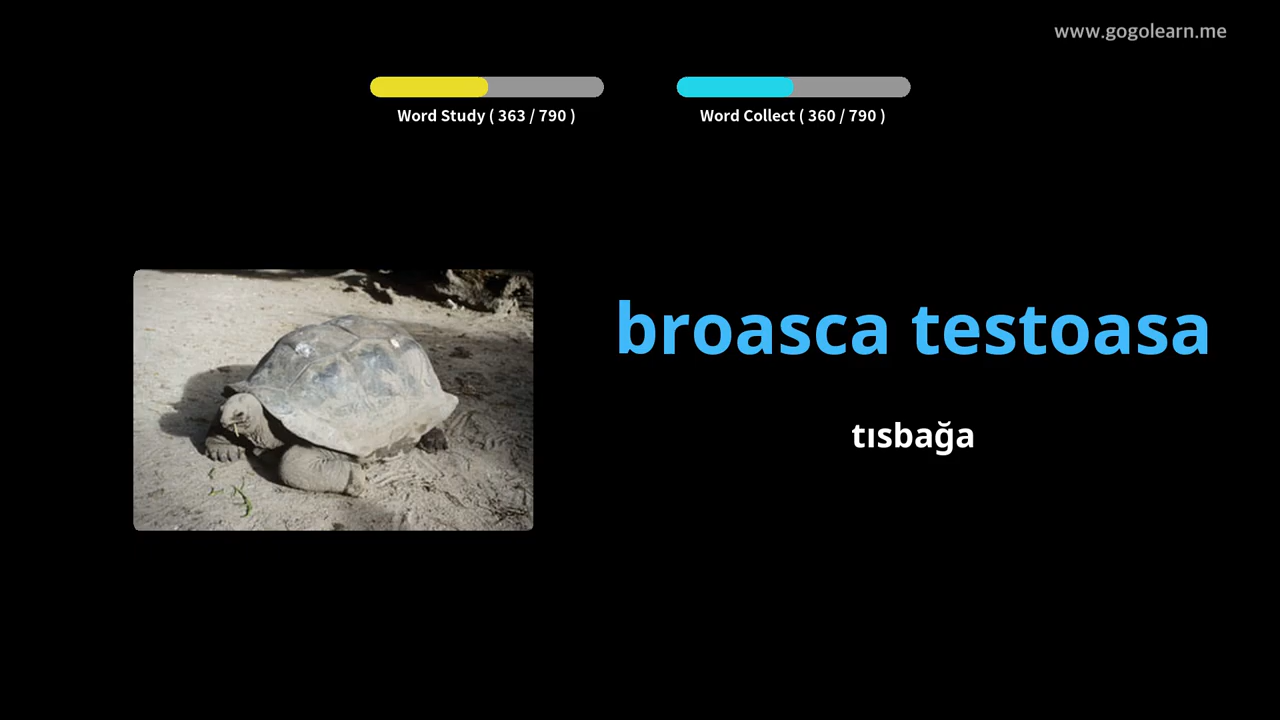 www.gogolearn.me
Word Study ( 363 / 790 )
Word Collect ( 360 / 790 )
broasca testoasa
tısbağa